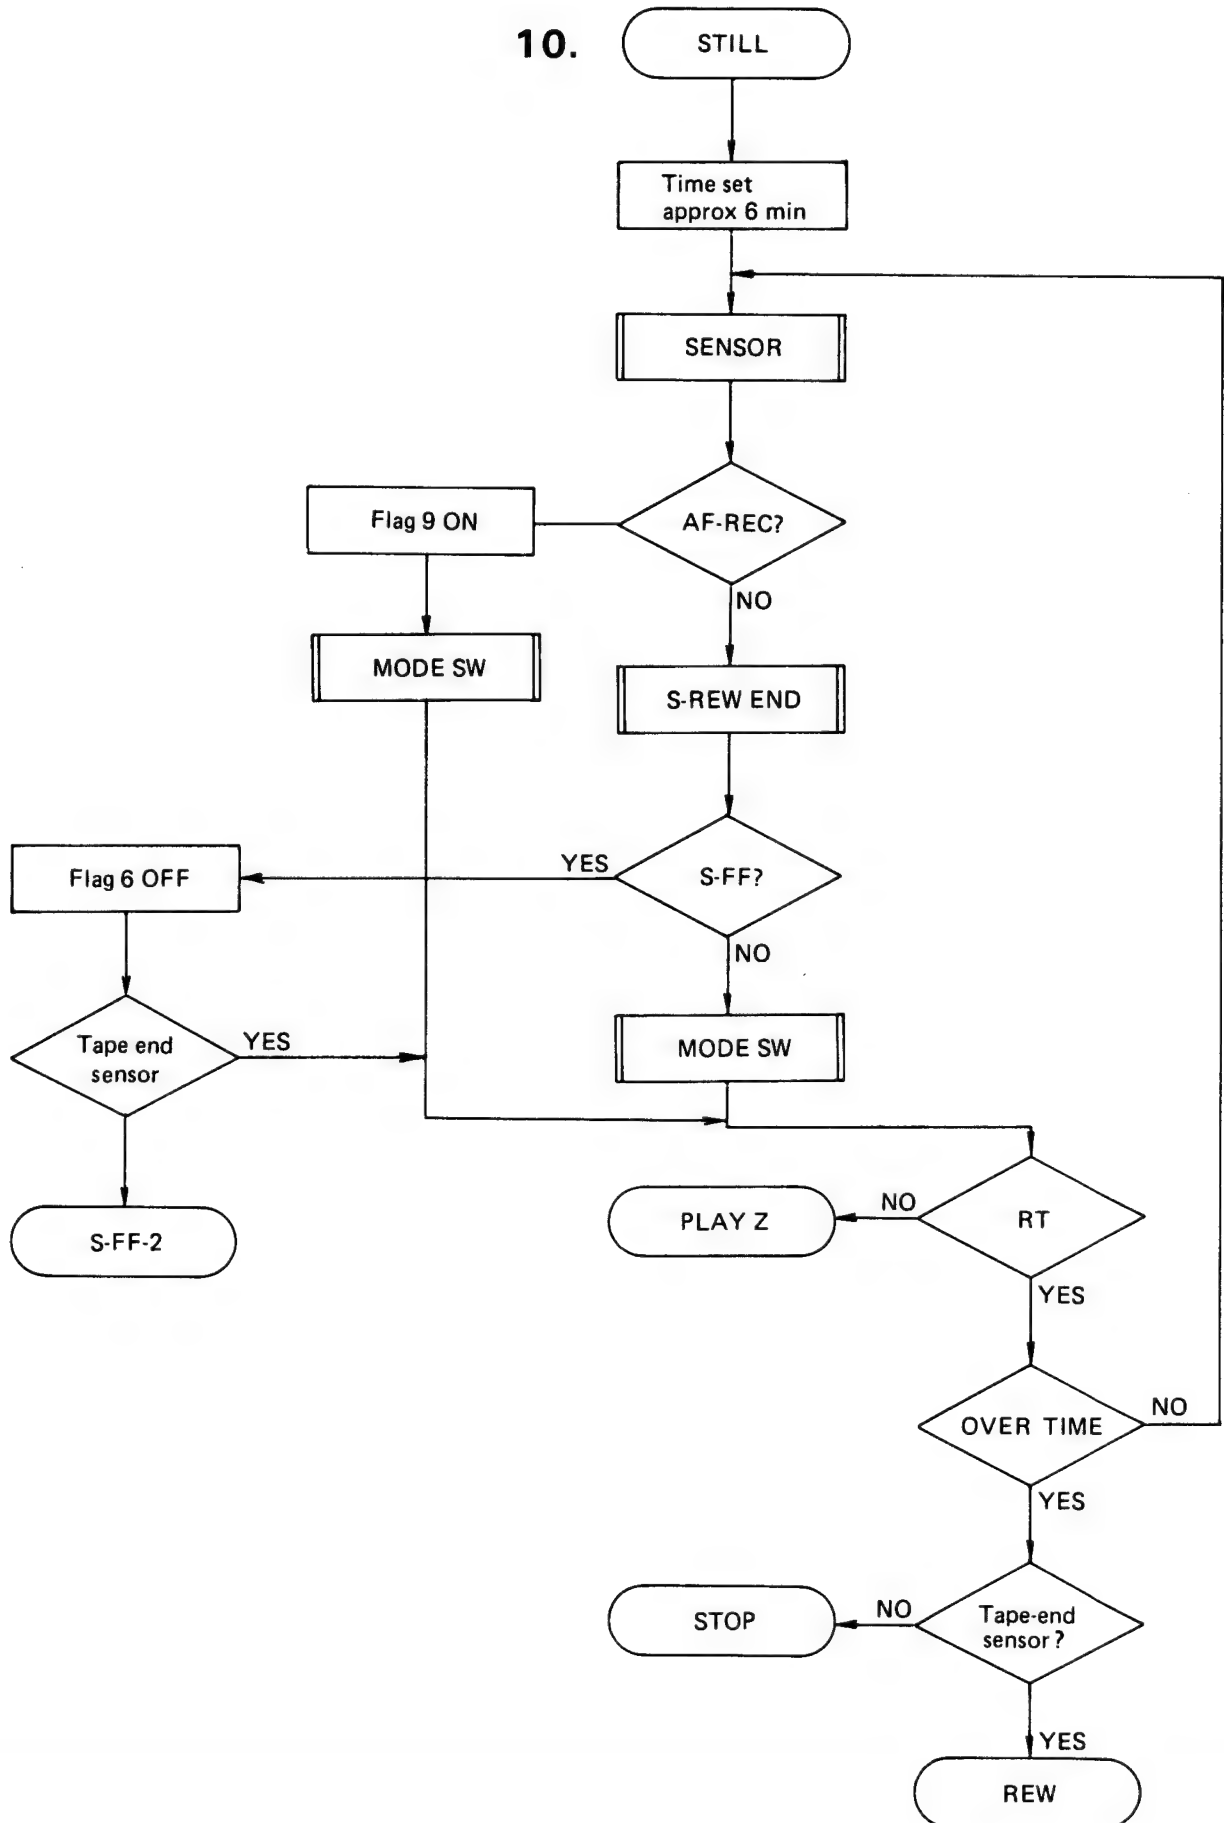 10.
STILL
Time set
approx 6 min
SENSOR
AF-REC?
Flag 9 ON
NO
MODE SW
S-REW END
YES
S-FF?
Flag 6 OFF
NO
Tape end
sensor
YES
MODE SW
S-FF-2
PLAY Z
NO
RT
YES
OVER TIME
NO
YES
STOP
NO
Tape-end
sensor?
YES
REW